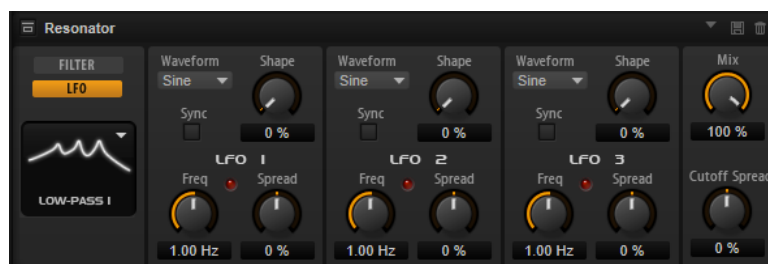 Resonator
FILTER
LFO
LOW-PASS I
Waveform Shape
Sine
Sync
0 %
LFO 1
Freq Spread
1.00 Hz 0 %
Waveform Shape
Sine
Sync
0 %
LFO 2
Freq Spread
1.00 Hz 0 %
Waveform Shape
Sine
Sync
0 %
LFO 3
Freq Spread
1.00 Hz 0 %
Mix
100 %
Cutoff Spread
0 %